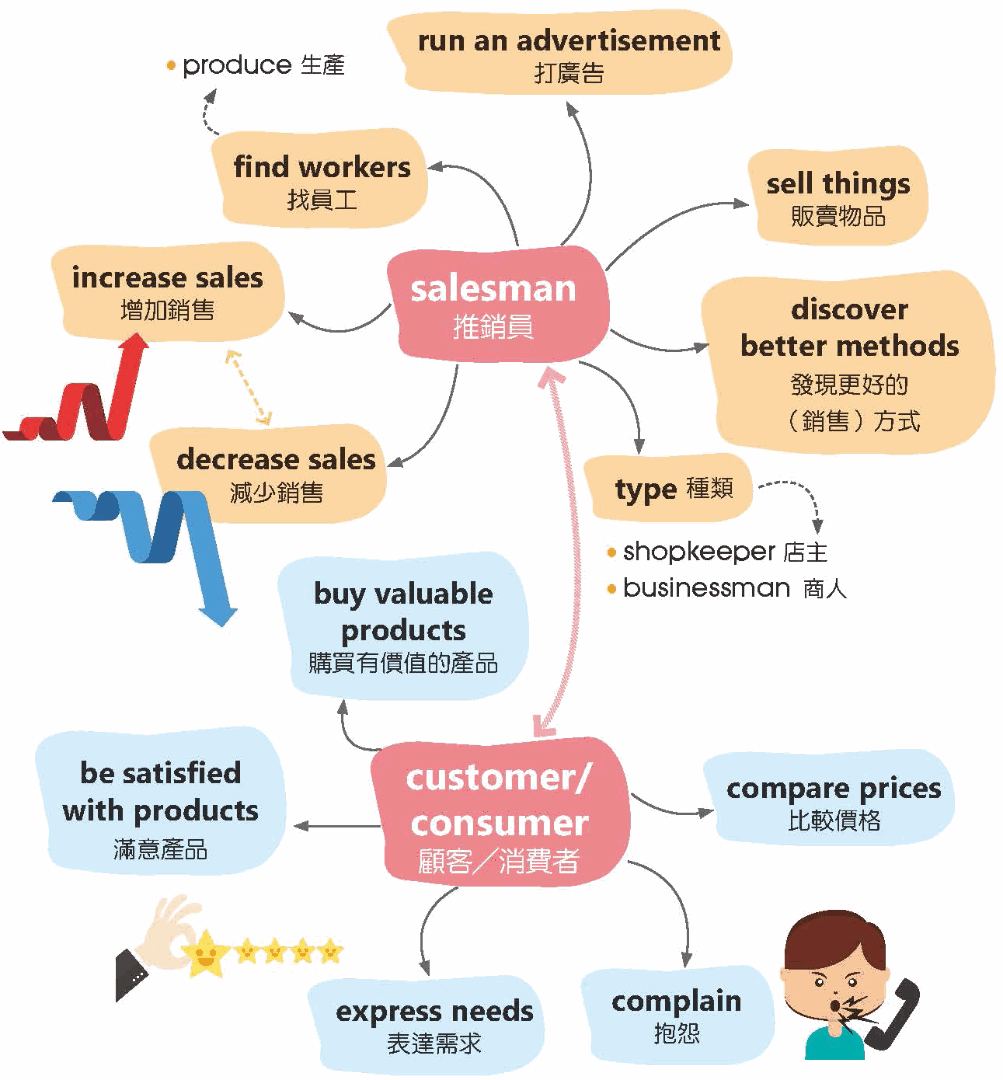 run an advertisement
打廣告
• produce 生產
find workers
找員工
sell things
販賣物品
increase sales
增加銷售
salesman
推銷員
discover
better methods
發現更好的
（銷售）方式
decrease sales
減少銷售
type 種類
• shopkeeper 店主
• businessman 商人
buy valuable
products
購買有價值的產品
be satisfied
with products
滿意產品
customer/
consumer
顧客／消費者
compare prices
比較價格
express needs
表達需求
complain
抱怨